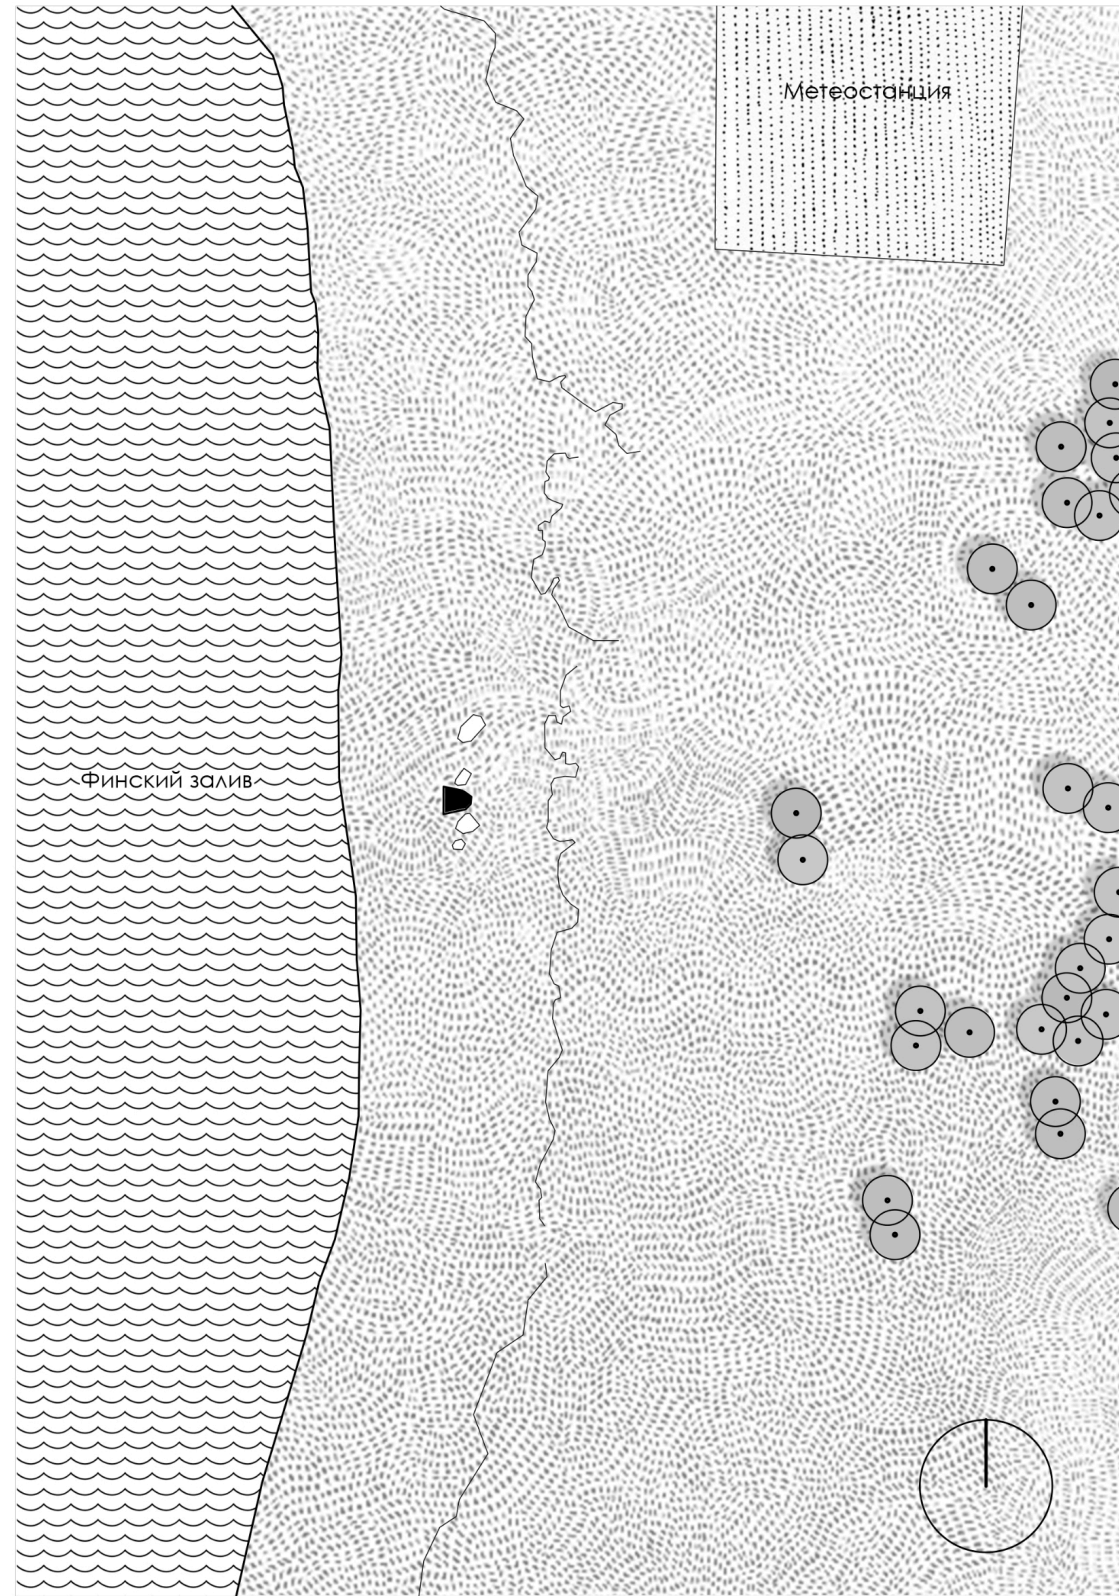 Метеостанция
Финский залив